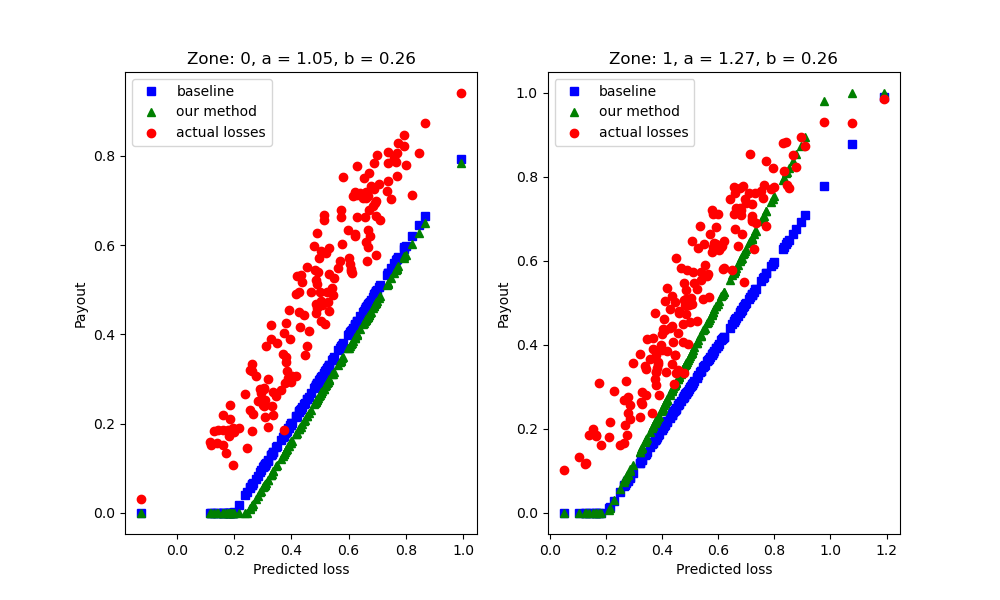 Zone: 0, a = 1.05, b = 0.26
baseline
our method
actual losses
Payout
0.8
0.6
0.4
0.2
0.0
0.0 0.2 0.4 0.6 0.8 1.0
Predicted loss
Zone: 1, a = 1.27, b = 0.26
baseline
our method
actual losses
Payout
1.0
0.8
0.6
0.4
0.2
0.0
0.0 0.2 0.4 0.6 0.8 1.0 1.2
Predicted loss